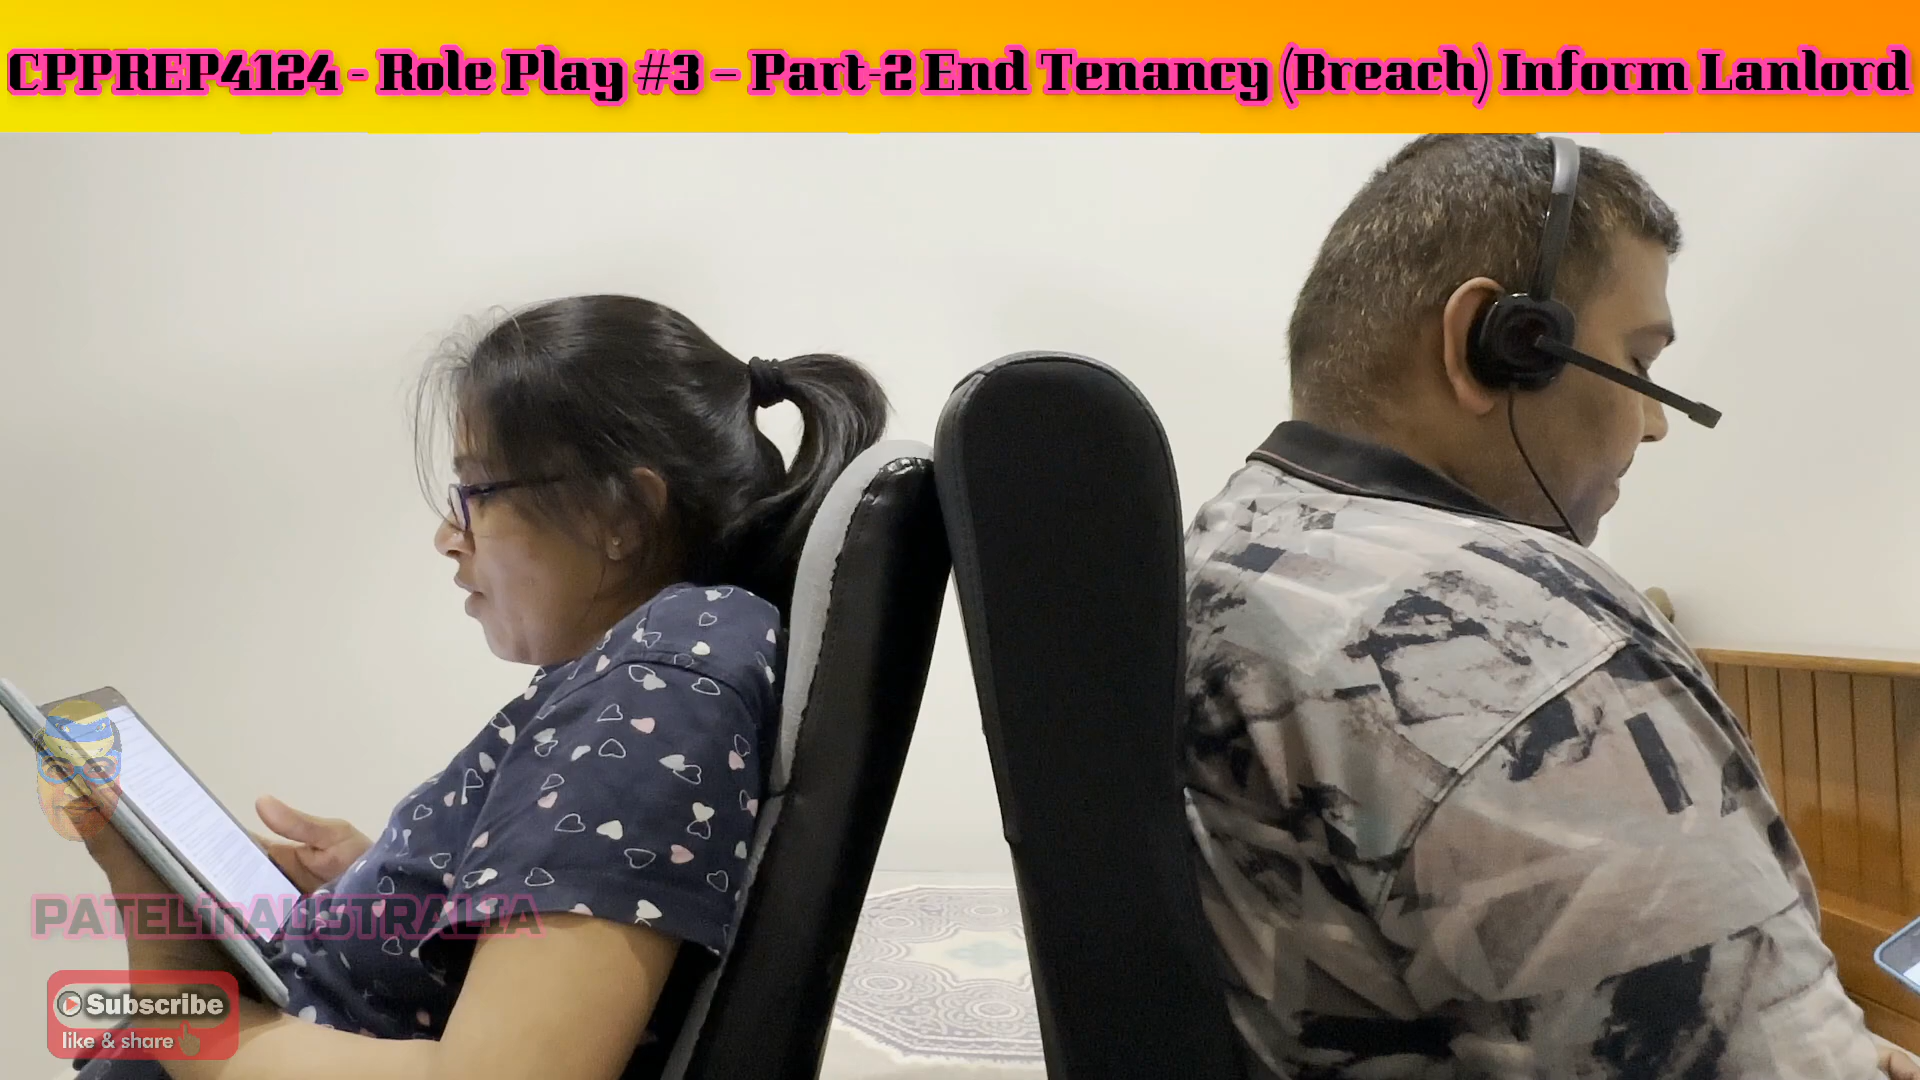 CPPREP4124 - Role Play #3 – Part-2 End Tenancy (Breach) Inform Lanlord
PATELinAUSTRALIA
Subscribe
like & share